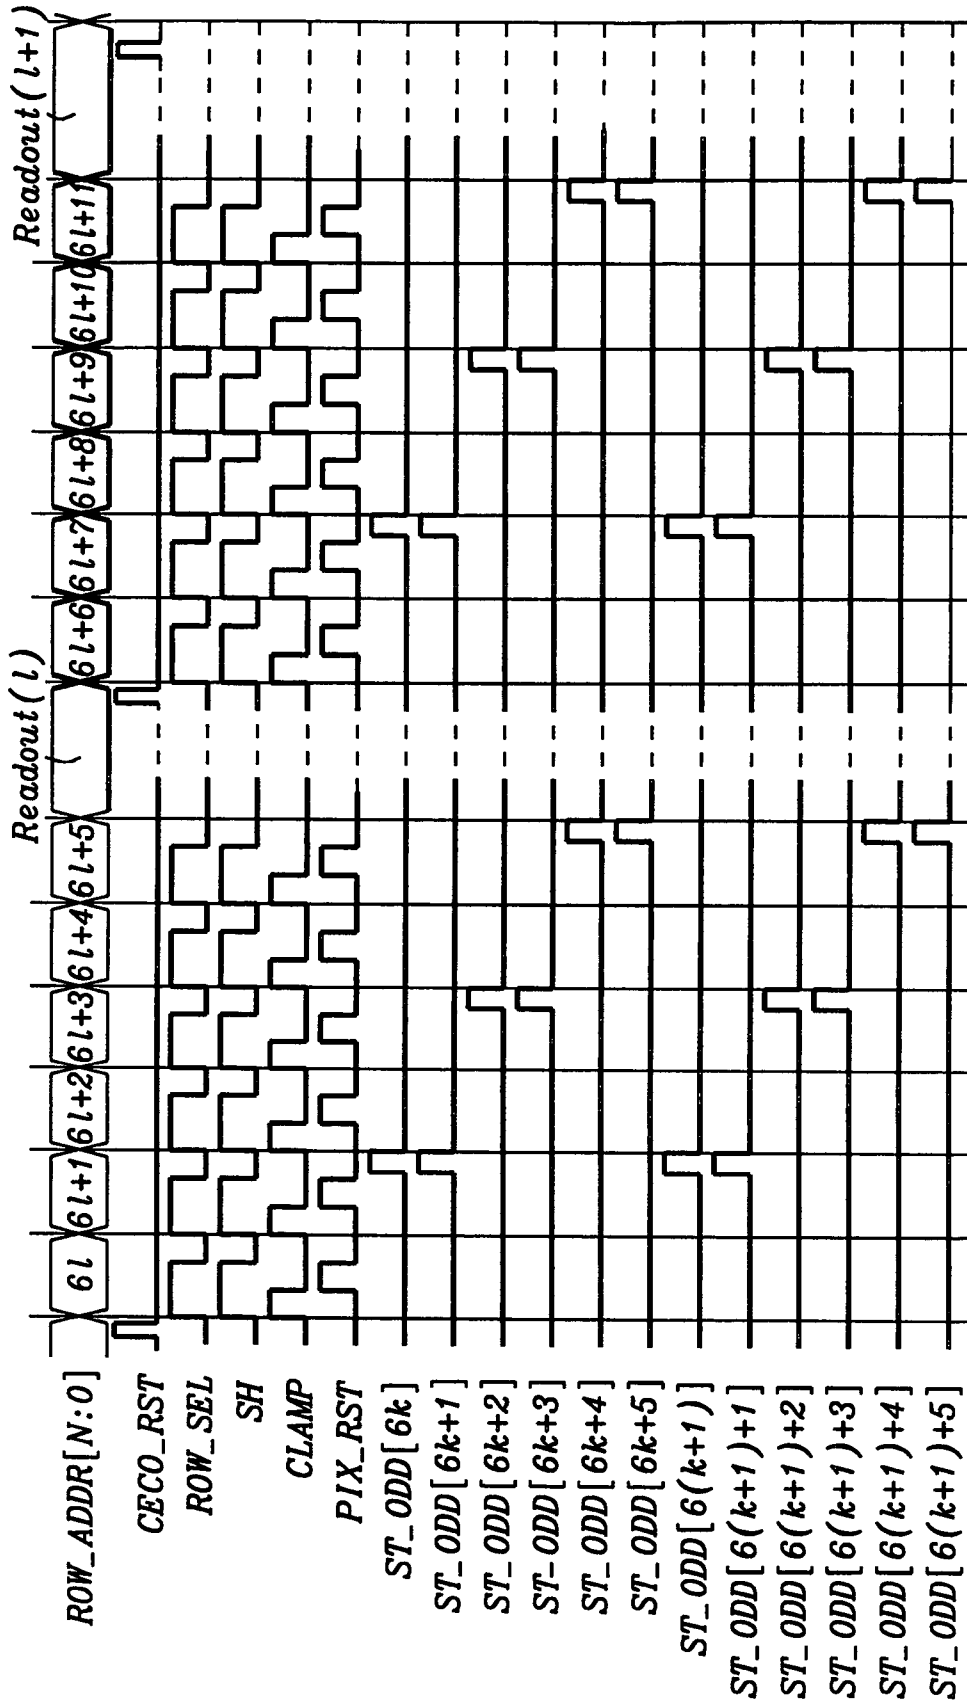 Readout(l)
Readout(l+1)
ROW_ADDR[N:0]
6l
6l+1
6l+2
6l+3
6l+4
6l+5
6l+6
6l+7
6l+8
6l+9
6l+10
6l+11
CECO_RST
ROW_SEL
SH
CLAMP
PIX_RST
ST_ODD[6k]
ST_ODD[6k+1]
ST_ODD[6k+2]
ST-ODD[6k+3]
ST_ODD[6k+4]
ST_ODD[6k+5]
ST_ODD[6(k+1)]
ST_ODD[6(k+1)+1]
ST_ODD[6(k+1)+2]
ST_ODD[6(k+1)+3]
ST_ODD[6(k+1)+4]
ST_ODD[6(k+1)+5]